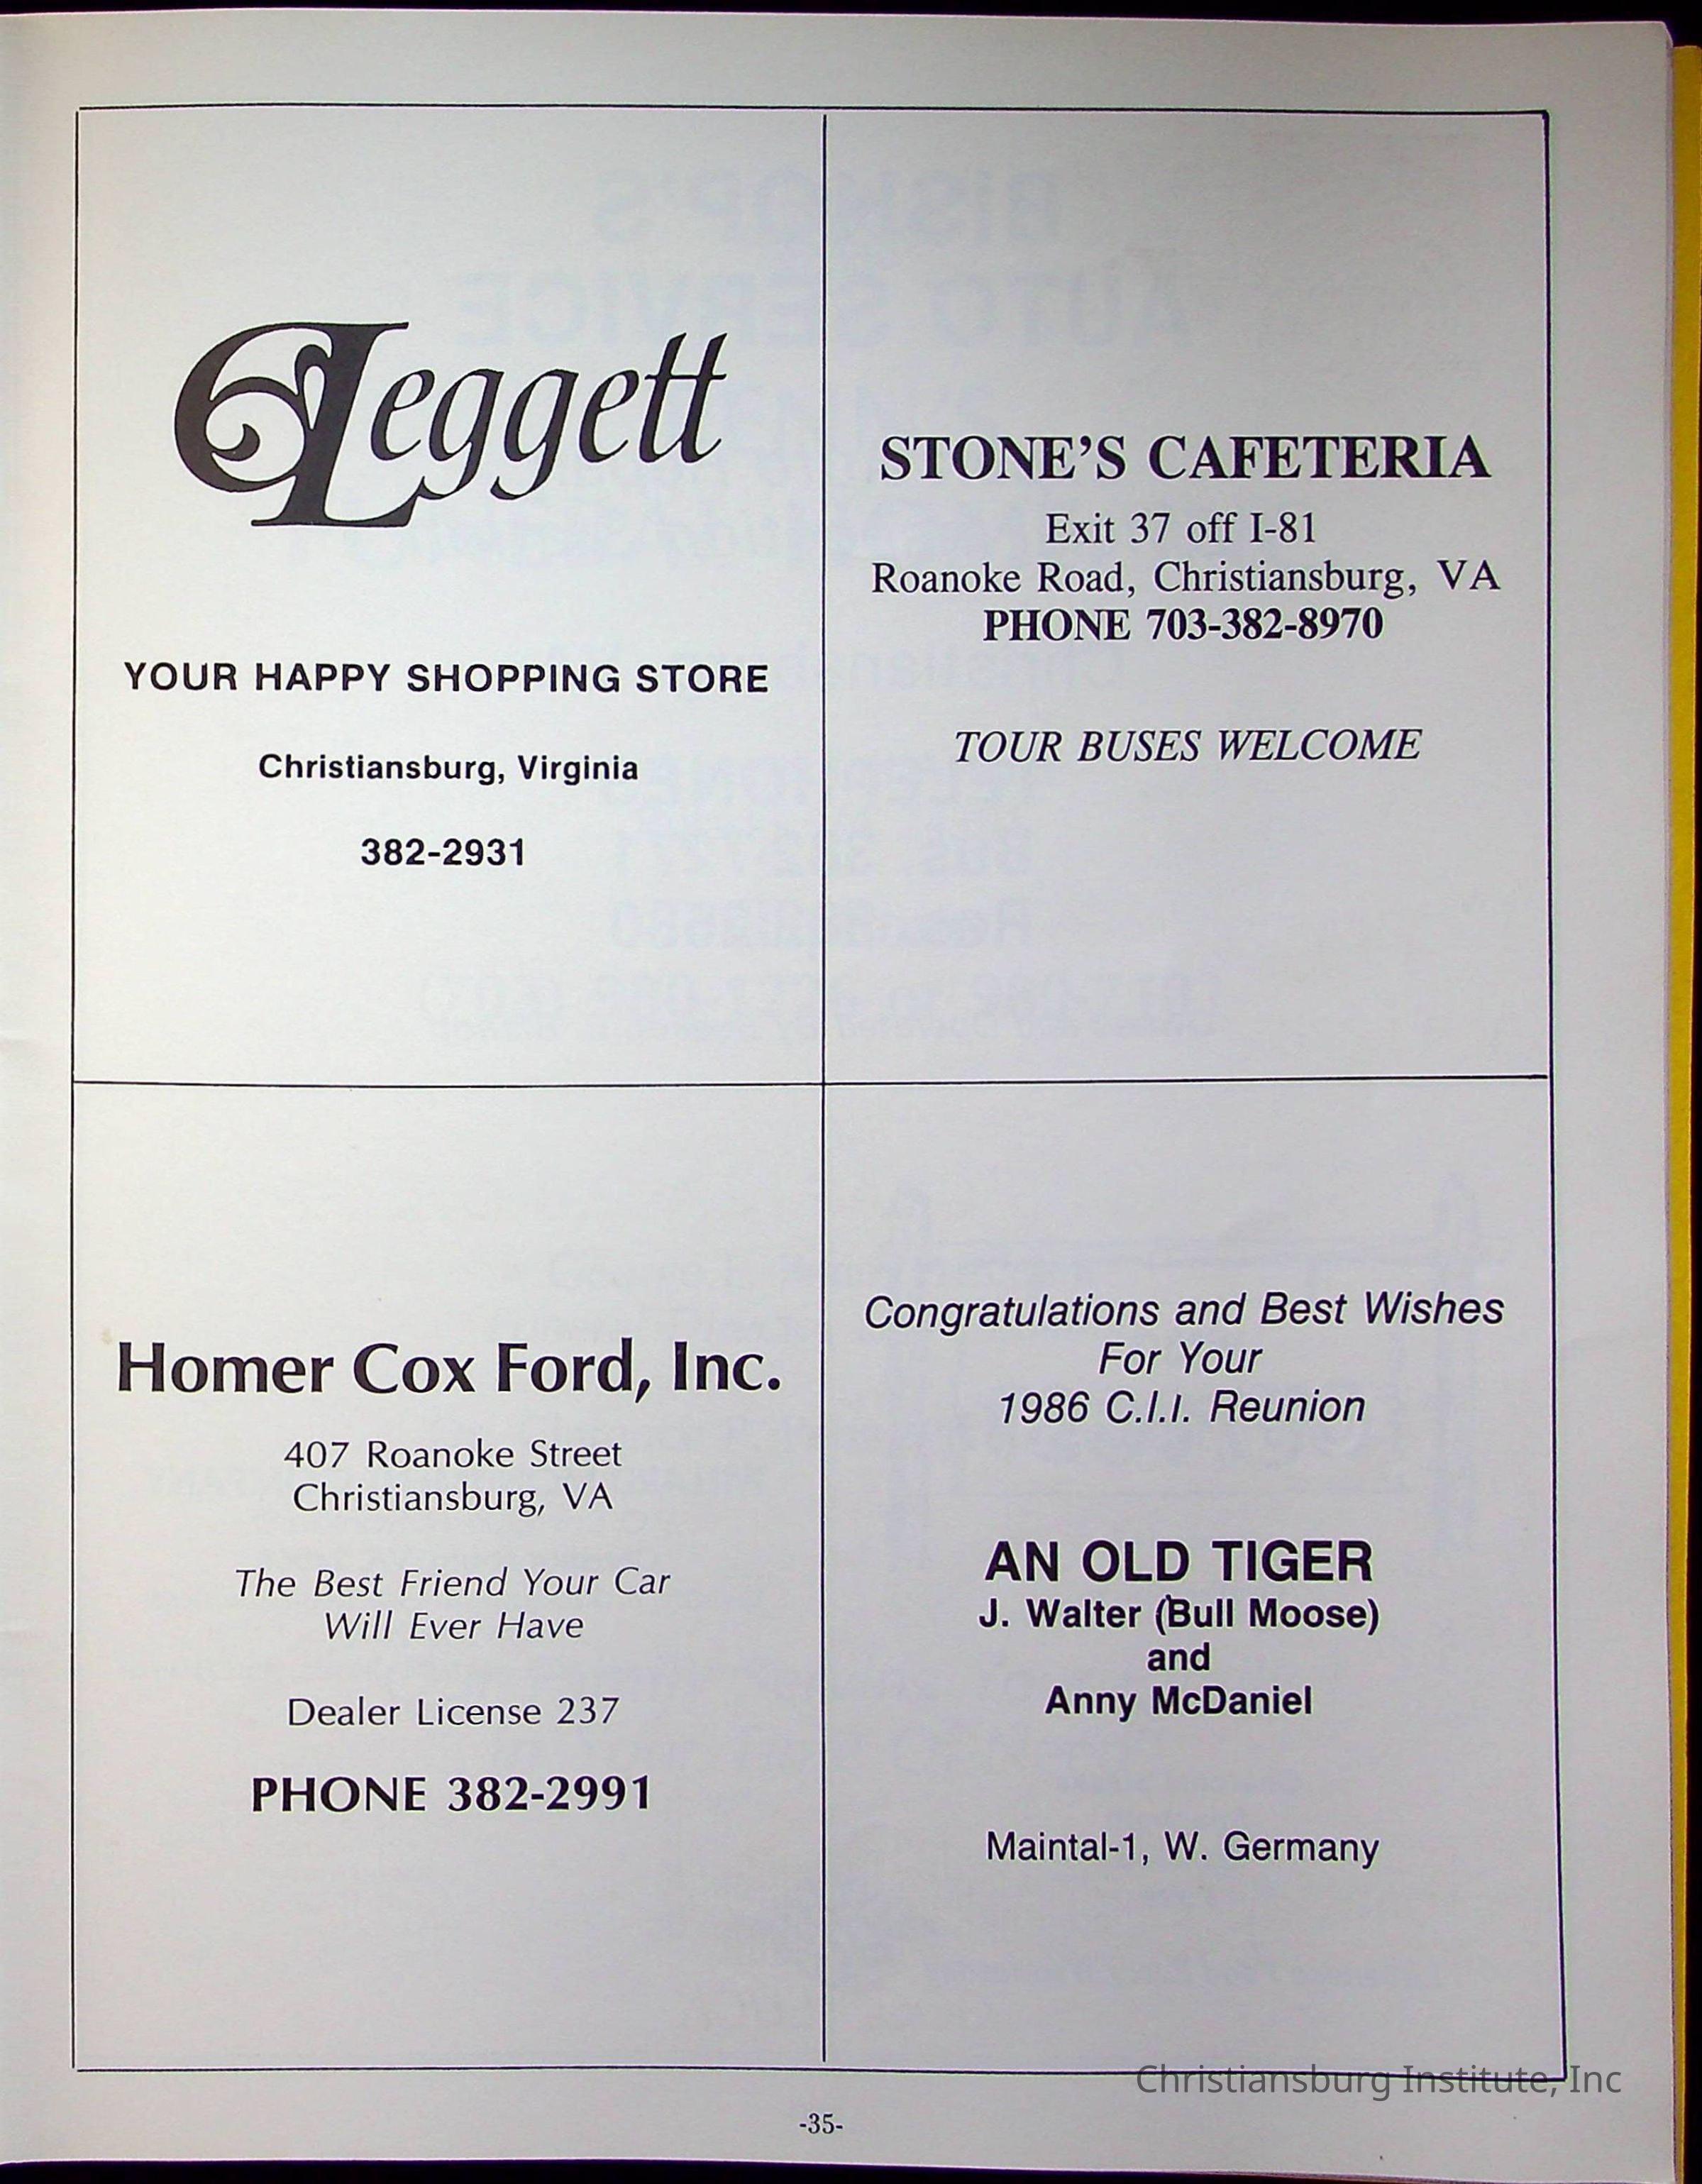 Leggett
YOUR HAPPY SHOPPING STORE
Christiansburg, Virginia
382-2931
STONE'S CAFETERIA
Exit 37 off I-81
Roanoke Road, Christiansburg, VA
PHONE 703-382-8970
TOUR BUSES WELCOME
Homer Cox Ford, Inc.
407 Roanoke Street
Christiansburg, VA
The Best Friend Your Car
Will Ever Have
Dealer License 237
PHONE 382-2991
Congratulations and Best Wishes
For Your
1986 C.I.I. Reunion
AN OLD TIGER
J. Walter (Bull Moose)
and
Anny McDaniel
Maintal-1, W. Germany
Christiansburg Institute, Inc
-35-